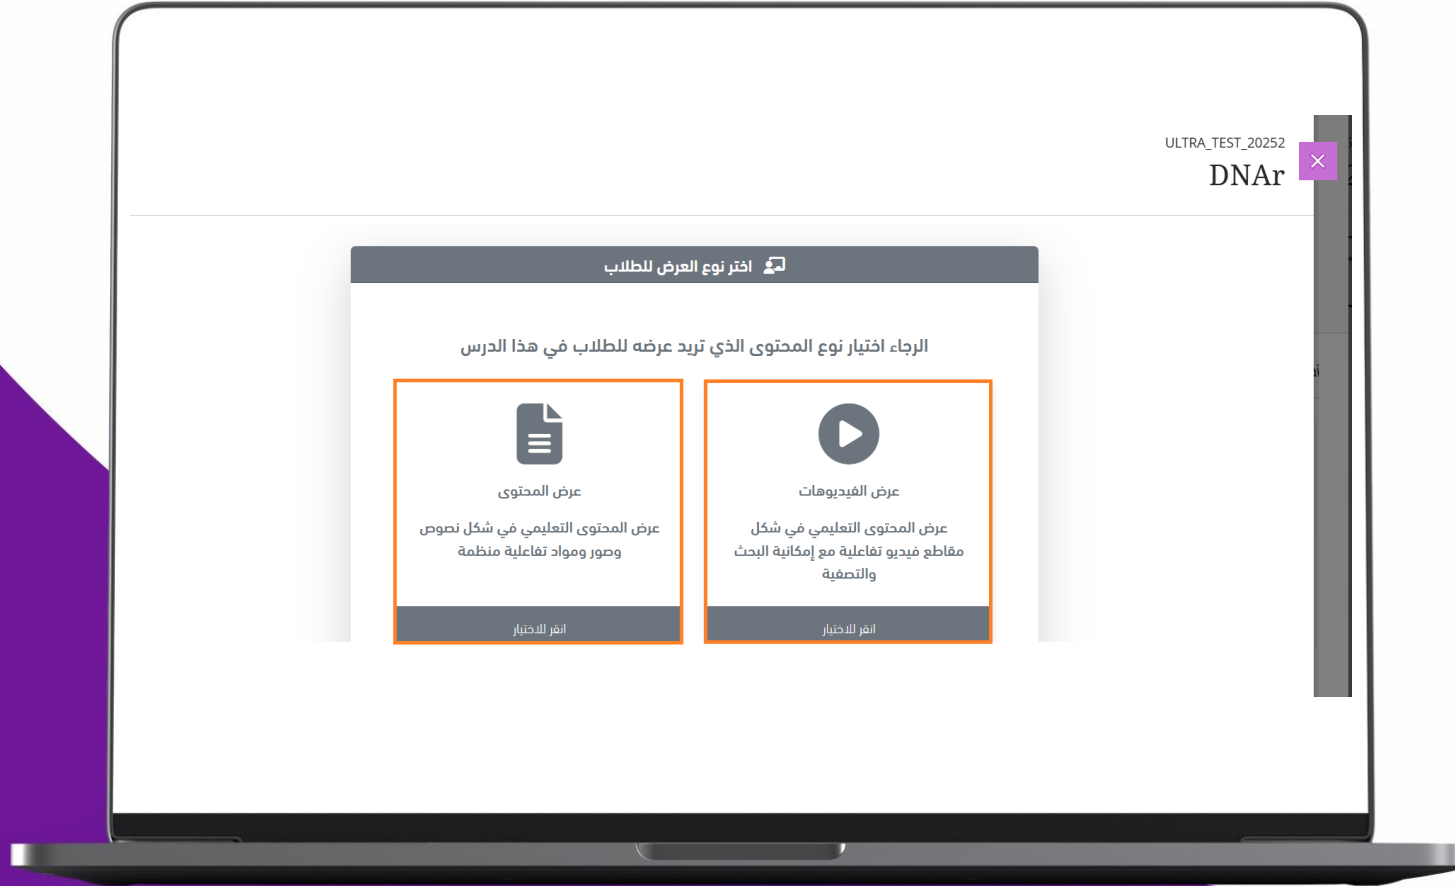 ULTRA_TEST_20252
DNAr
اختر نوع العرض للطلاب
الرجاء اختيار نوع المحتوى الذي تريد عرضه للطلاب في هذا الدرس
عرض الفيديوهات
عرض المحتوى التعليمي في شكل
مقاطع فيديو تفاعلية مع إمكانية البحث
والتصفية
انقر للاختيار
عرض المحتوى
عرض المحتوى التعليمي في شكل نصوص
وصور ومواد تفاعلية منظمة
انقر للاختيار